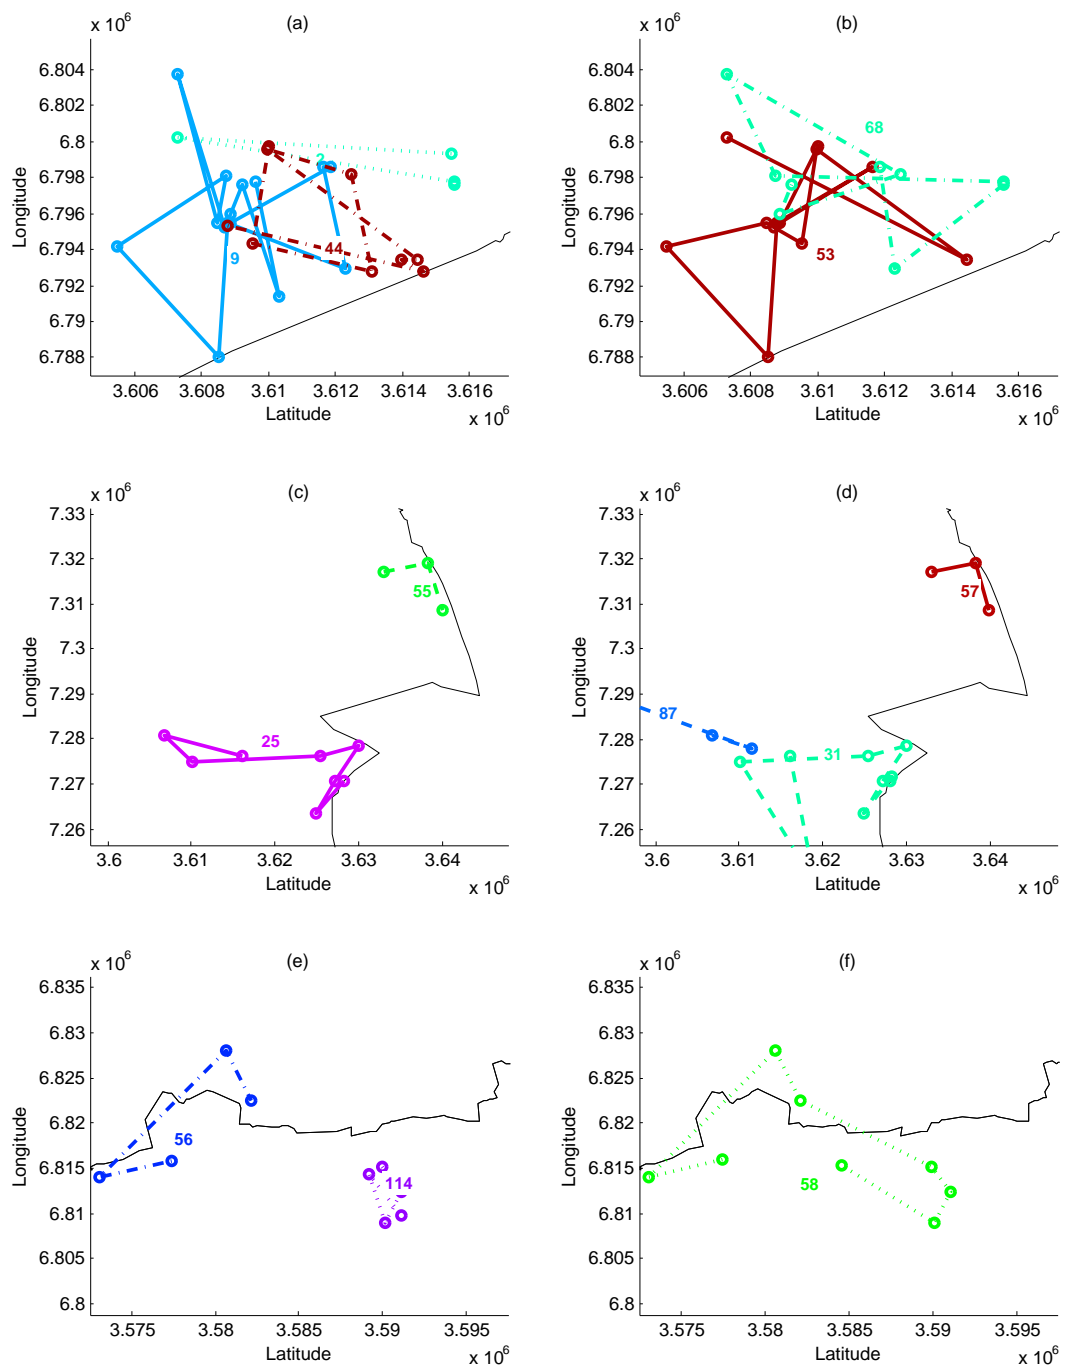 (a)
x 10^6
6.804
6.802
6.8
6.798
6.796
6.794
6.792
6.79
6.788
Longitude
2
9
44
3.606 3.608 3.61 3.612 3.614 3.616
Latitude
x 10^6
(b)
x 10^6
6.804
6.802
6.8
6.798
6.796
6.794
6.792
6.79
6.788
Longitude
68
53
3.606 3.608 3.61 3.612 3.614 3.616
Latitude
x 10^6
(c)
x 10^6
7.33
7.32
7.31
7.3
7.29
7.28
7.27
7.26
Longitude
55
25
3.6 3.61 3.62 3.63 3.64
Latitude
x 10^6
(d)
x 10^6
7.33
7.32
7.31
7.3
7.29
7.28
7.27
7.26
Longitude
57
87
31
3.6 3.61 3.62 3.63 3.64
Latitude
x 10^6
(e)
x 10^6
6.835
6.83
6.825
6.82
6.815
6.81
6.805
6.8
Longitude
56
114
3.575 3.58 3.585 3.59 3.595
Latitude
x 10^6
(f)
x 10^6
6.835
6.83
6.825
6.82
6.815
6.81
6.805
6.8
Longitude
58
3.575 3.58 3.585 3.59 3.595
Latitude
x 10^6